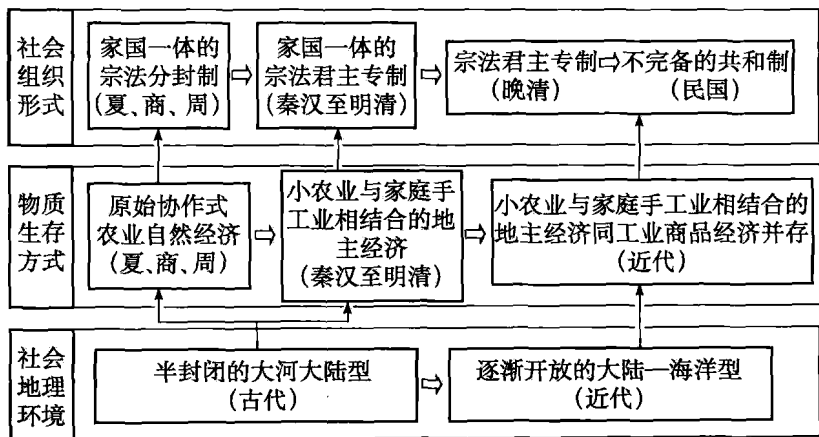 社会
组织
形式
家国一体的
宗法分封制
(夏、商、周)
家国一体的
宗法君主专制
(秦汉至明清)
宗法君主专制⇨不完备的共和制
(晚清) (民国)
物质
生存
方式
原始协作式
农业自然经济
(夏、商、周)
小农业与家庭手
工业相结合的地
主经济
(秦汉至明清)
小农业与家庭手工业相结合的
地主经济同工业商品经济并存
(近代)
社会
地理
环境
半封闭的大河大陆型
(古代)
逐渐开放的大陆—海洋型
(近代)